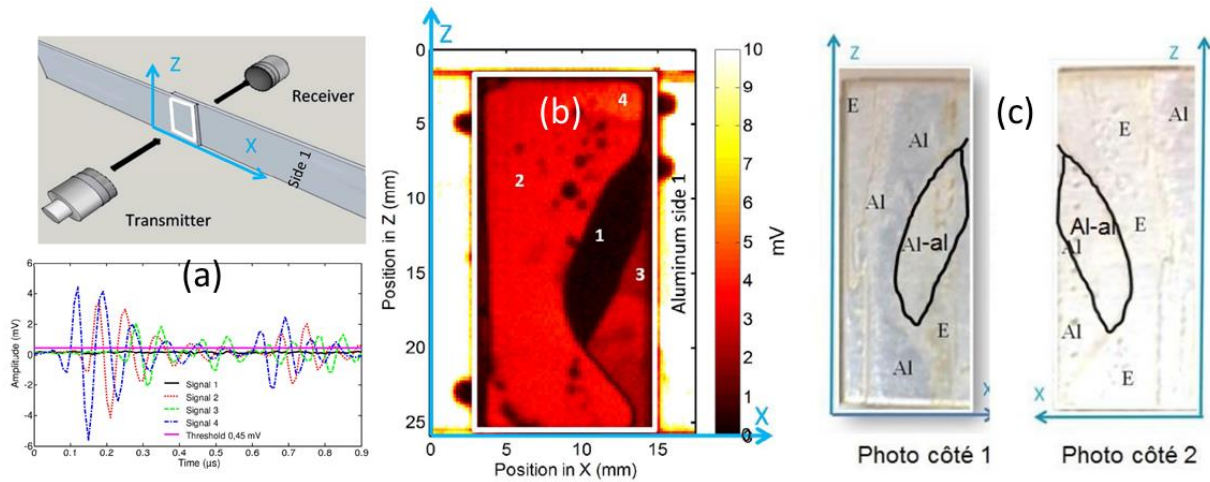 Z
Receiver
X
Side 1
Transmitter
(a)
6
4
2
0
-2
-4
-6
Amplitude (mV)
Signal 1
Signal 2
Signal 3
Signal 4
Threshold 0,45 mV
0 0.1 0.2 0.3 0.4 0.5 0.6 0.7 0.8 0.9
Time (µs)
Z
(b)
0
5
10
15
20
25
Position in Z (mm)
4
2
1
3
X
0 5 10 15
Position in X (mm)
Aluminum side 1
10
9
8
7
6
5
4
3
2
1
0
mV
(c)
Z
E
Al
Al
Al-al
E
Al
X
Photo côté 1
Z
E
Al
Al-al
Al
E
Al
E
X
Photo côté 2